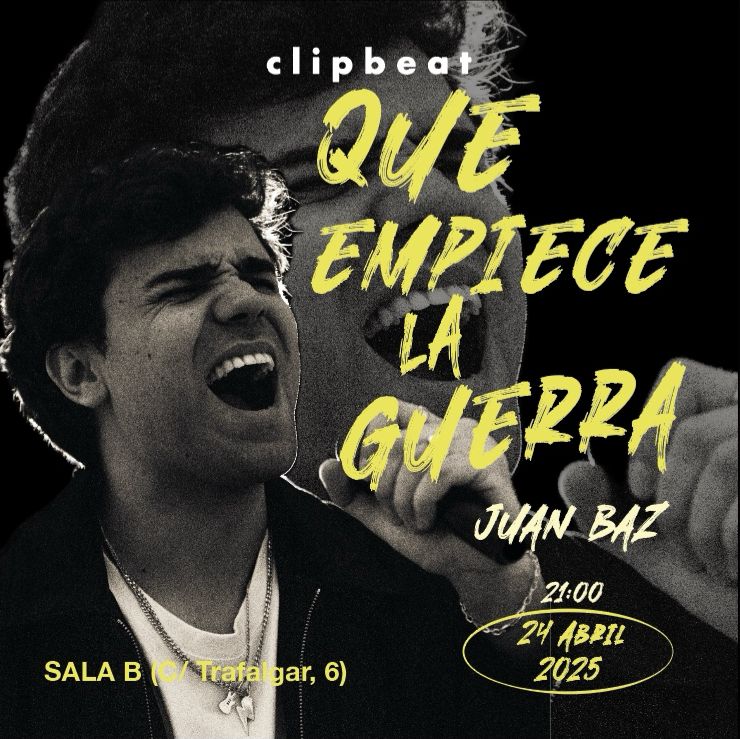 clipbeat
QUE
EMPIECE
LA
GUERRA
JUAN BAZ
21:00
24 ABRIL
2025
SALA B (C/ Trafalgar, 6)